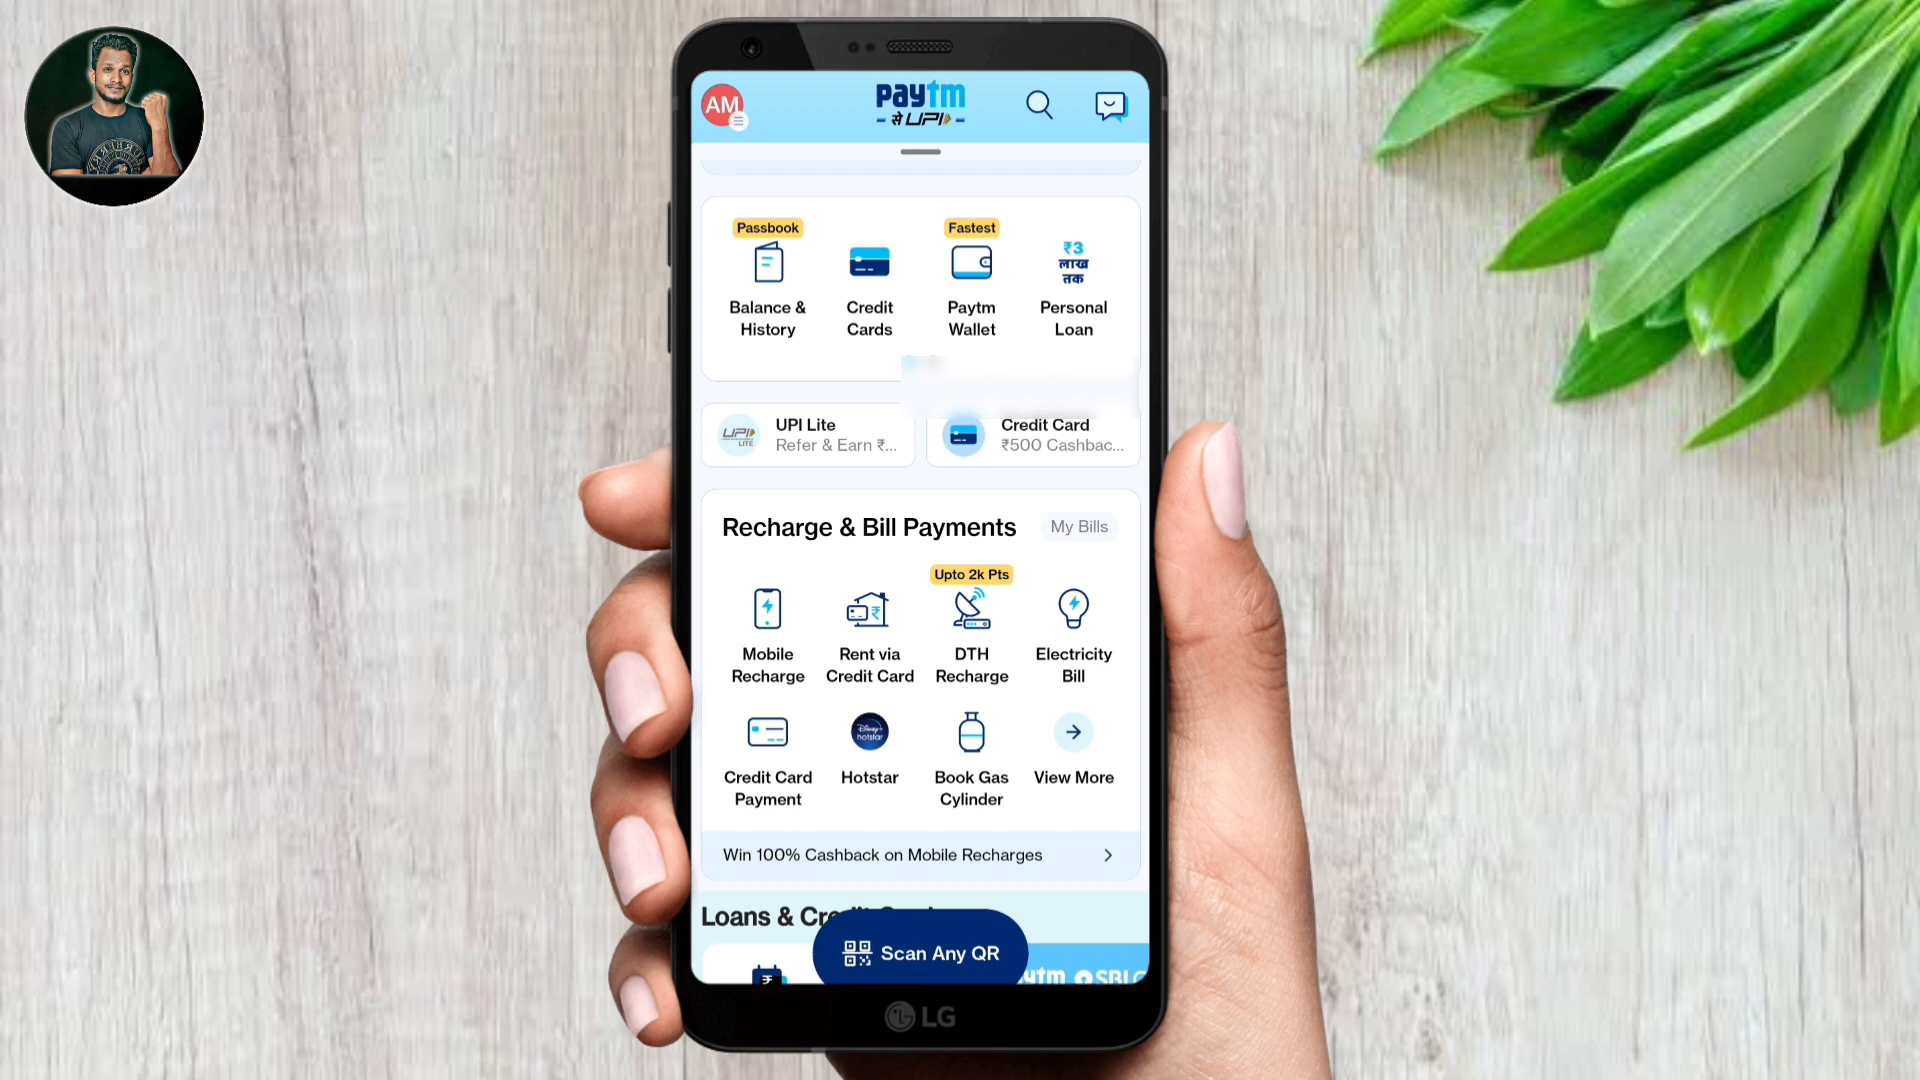 AM
paytm
से UPI
Passbook
Fastest
₹3
लाख
तक
Balance &
History
Credit
Cards
Paytm
Wallet
Personal
Loan
UPI
LITE
UPI Lite
Refer & Earn ₹...
Credit Card
₹500 Cashbac...
Recharge & Bill Payments
My Bills
Upto 2k Pts
Mobile
Recharge
Rent via
Credit Card
DTH
Recharge
Electricity
Bill
Disney+
hotstar
Credit Card
Payment
Hotstar
Book Gas
Cylinder
View More
Win 100% Cashback on Mobile Recharges
Loans &
Scan Any QR
SBI
LG